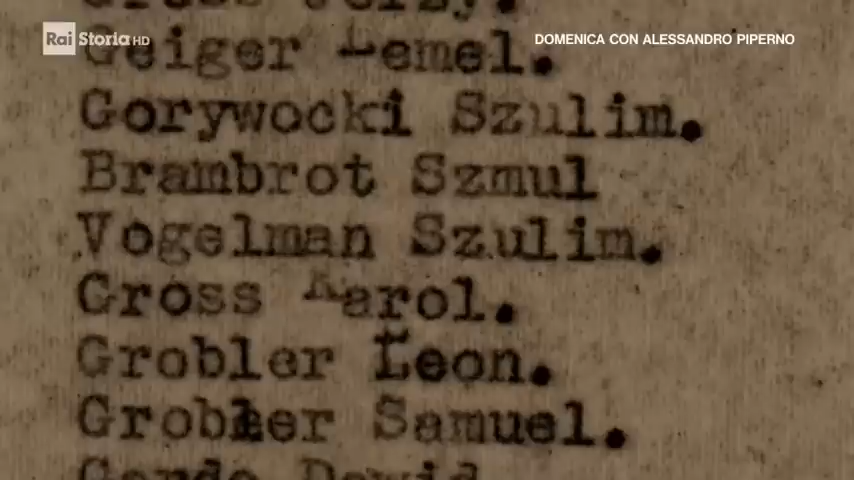 Rai Storia HD
DOMENICA CON ALESSANDRO PIPERNO
Geiger Lemel.
Gorywocki Szulim.
Brambrot Szmul
Vogelman Szulim.
Gross Karol.
Grobler Leon.
Grobler Samuel.
Dawid